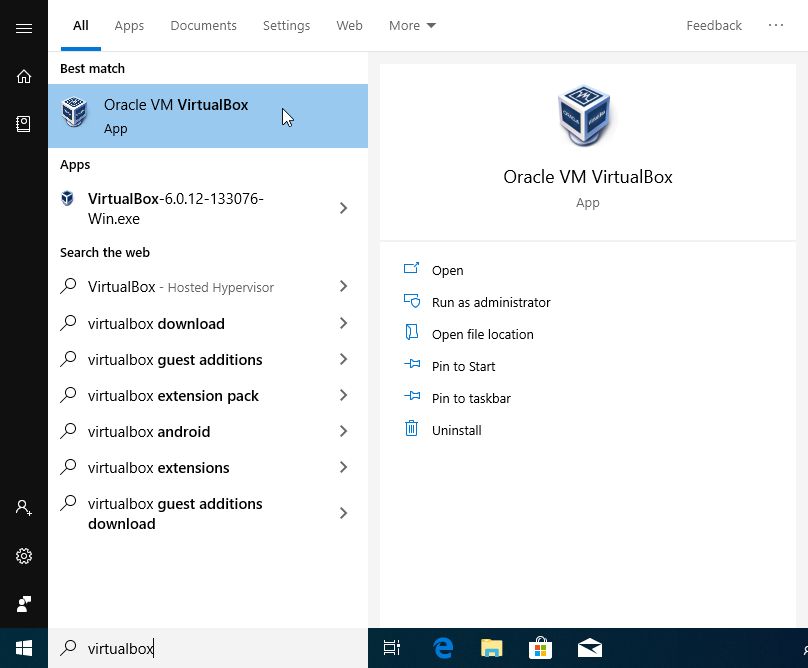 All Apps Documents Settings Web More Feedback ...
Best match
Oracle VM VirtualBox
App
Apps
VirtualBox-6.0.12-133076-
Win.exe
Search the web
VirtualBox - Hosted Hypervisor
virtualbox download
virtualbox guest additions
virtualbox extension pack
virtualbox android
virtualbox extensions
virtualbox guest additions
download
Oracle VM VirtualBox
App
Open
Run as administrator
Open file location
Pin to Start
Pin to taskbar
Uninstall
virtualbox